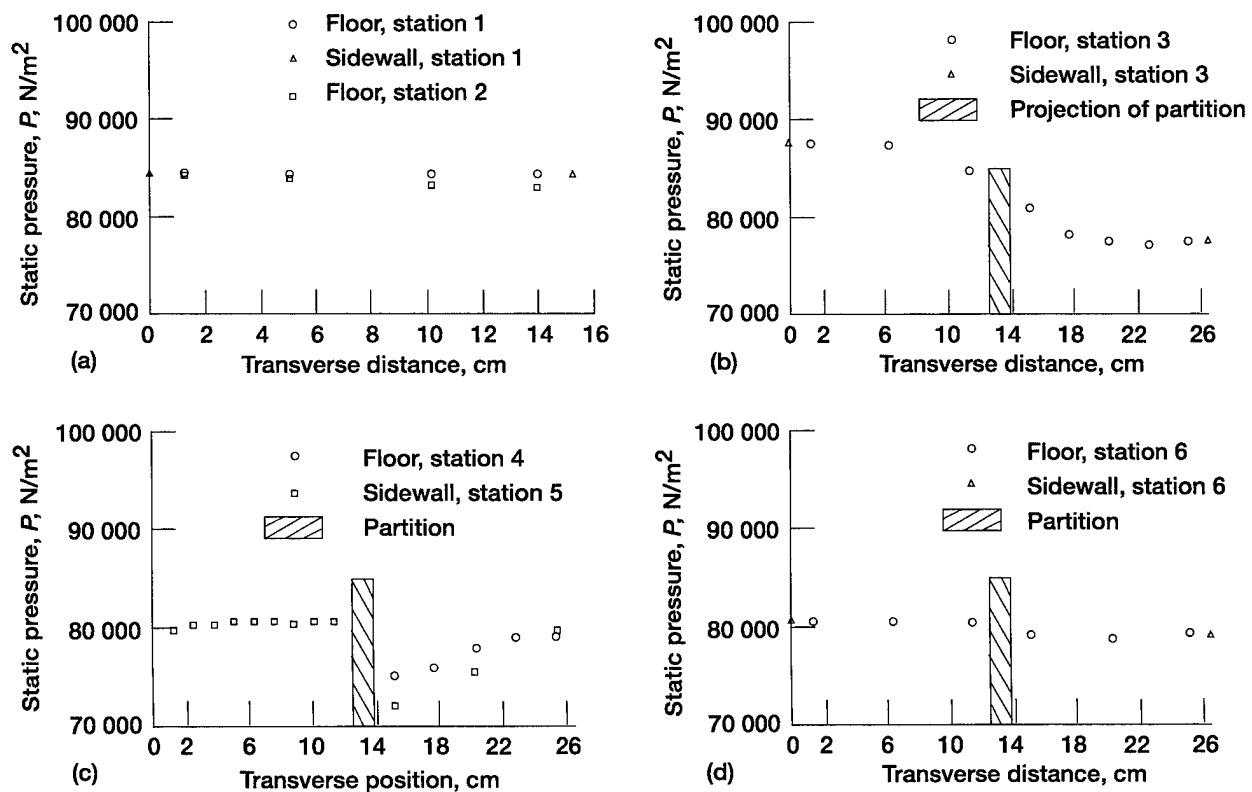 Static pressure, P, N/m²
100 000
90 000
80 000
70 000
Floor, station 1
Sidewall, station 1
Floor, station 2
0 2 4 6 8 10 12 14 16
Transverse distance, cm
(a)
Static pressure, P, N/m²
100 000
90 000
80 000
70 000
Floor, station 3
Sidewall, station 3
Projection of partition
0 2 6 10 14 18 22 26
Transverse distance, cm
(b)
Static pressure, P, N/m²
100 000
90 000
80 000
70 000
Floor, station 4
Sidewall, station 5
Partition
0 2 6 10 14 18 22 26
Transverse position, cm
(c)
Static pressure, P, N/m²
100 000
90 000
80 000
70 000
Floor, station 6
Sidewall, station 6
Partition
0 2 6 10 14 18 22 26
Transverse distance, cm
(d)